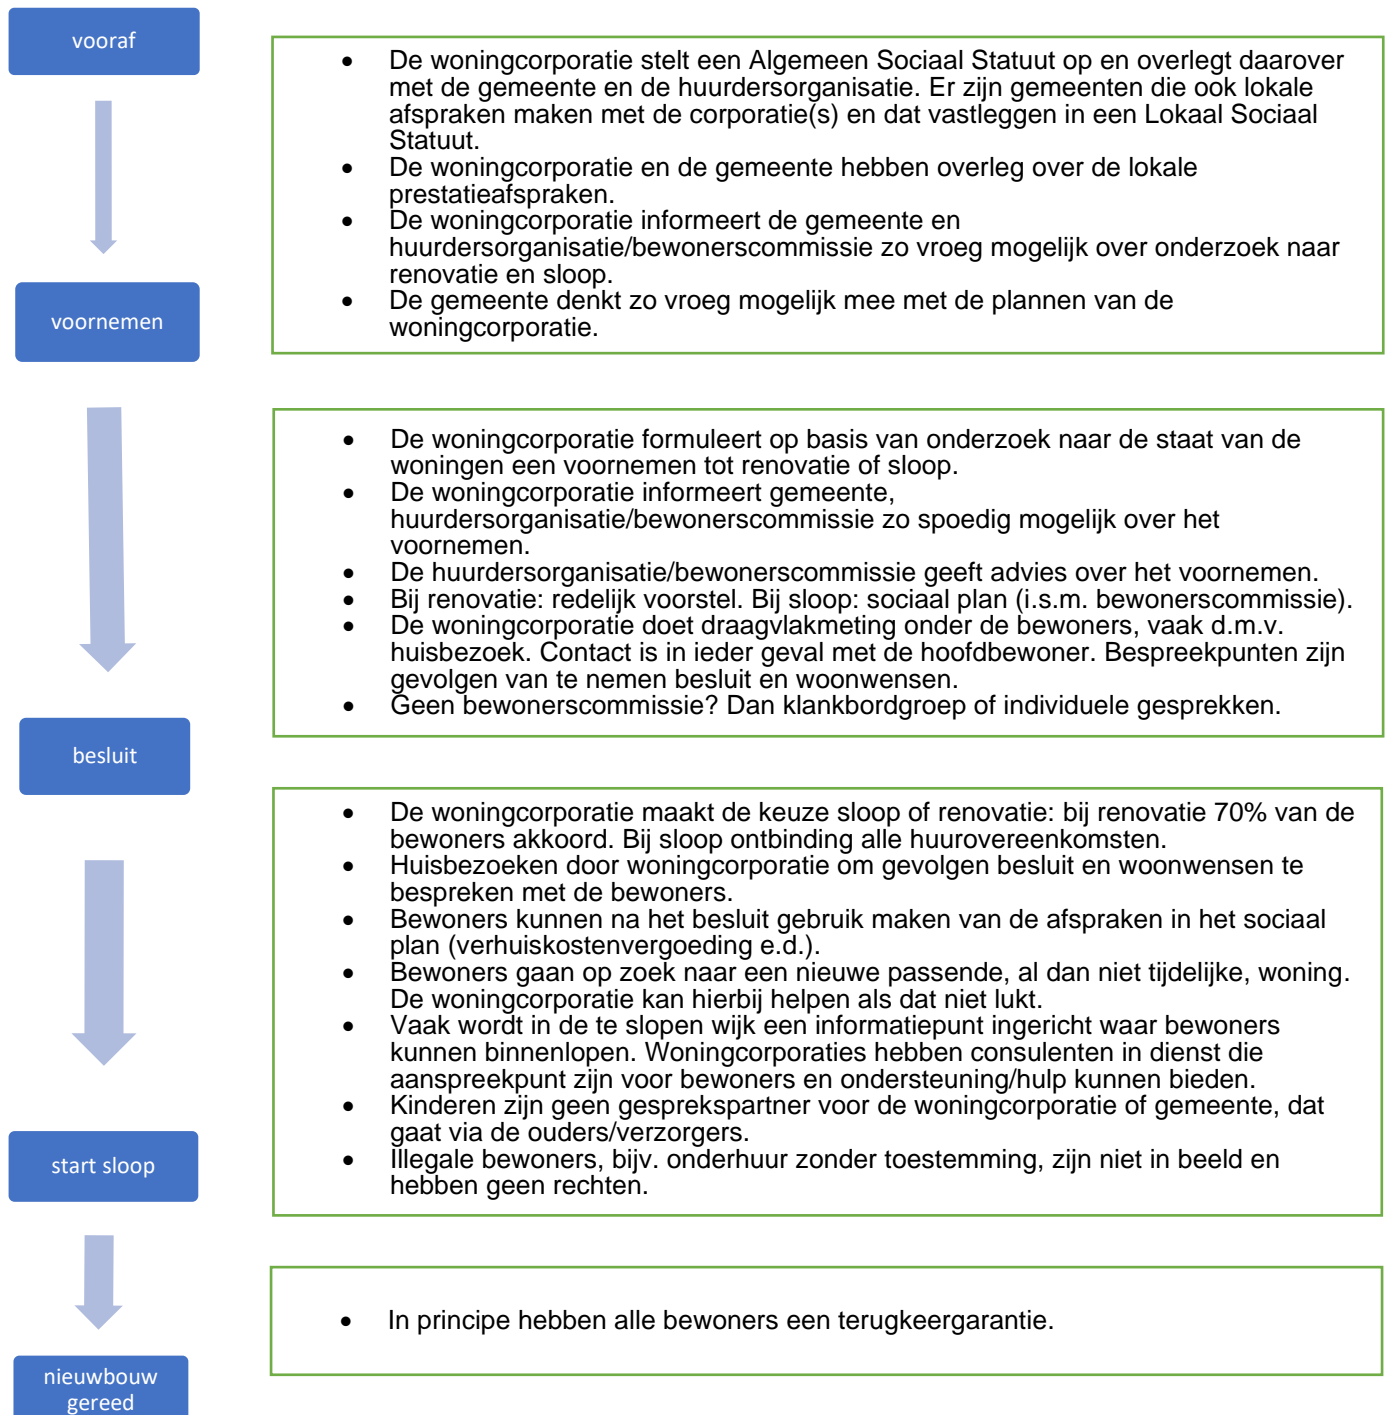 vooraf
• De woningcorporatie stelt een Algemeen Sociaal Statuut op en overlegt daarover
met de gemeente en de huurdersorganisatie. Er zijn gemeenten die ook lokale
afspraken maken met de corporatie(s) en dat vastleggen in een Lokaal Sociaal
Statuut.
• De woningcorporatie en de gemeente hebben overleg over de lokale
prestatieafspraken.
• De woningcorporatie informeert de gemeente en
huurdersorganisatie/bewonerscommissie zo vroeg mogelijk over onderzoek naar
renovatie en sloop.
• De gemeente denkt zo vroeg mogelijk mee met de plannen van de
woningcorporatie.
voornemen
• De woningcorporatie formuleert op basis van onderzoek naar de staat van de
woningen een voornemen tot renovatie of sloop.
• De woningcorporatie informeert gemeente,
huurdersorganisatie/bewonerscommissie zo spoedig mogelijk over het
voornemen.
• De huurdersorganisatie/bewonerscommissie geeft advies over het voornemen.
• Bij renovatie: redelijk voorstel. Bij sloop: sociaal plan (i.s.m. bewonerscommissie).
• De woningcorporatie doet draagvlakmeting onder de bewoners, vaak d.m.v.
huisbezoek. Contact is in ieder geval met de hoofdbewoner. Bespreekpunten zijn
gevolgen van te nemen besluit en woonwensen.
• Geen bewonerscommissie? Dan klankbordgroep of individuele gesprekken.
besluit
• De woningcorporatie maakt de keuze sloop of renovatie: bij renovatie 70% van de
bewoners akkoord. Bij sloop ontbinding alle huurovereenkomsten.
• Huisbezoeken door woningcorporatie om gevolgen besluit en woonwensen te
bespreken met de bewoners.
• Bewoners kunnen na het besluit gebruik maken van de afspraken in het sociaal
plan (verhuiskostenvergoeding e.d.).
• Bewoners gaan op zoek naar een nieuwe passende, al dan niet tijdelijke, woning.
De woningcorporatie kan hierbij helpen als dat niet lukt.
• Vaak wordt in de te slopen wijk een informatiepunt ingericht waar bewoners
kunnen binnenlopen. Woningcorporaties hebben consulenten in dienst die
aanspreekpunt zijn voor bewoners en ondersteuning/hulp kunnen bieden.
• Kinderen zijn geen gesprekspartner voor de woningcorporatie of gemeente, dat
gaat via de ouders/verzorgers.
• Illegale bewoners, bijv. onderhuur zonder toestemming, zijn niet in beeld en
hebben geen rechten.
start sloop
• In principe hebben alle bewoners een terugkeergarantie.
nieuwbouw
gereed